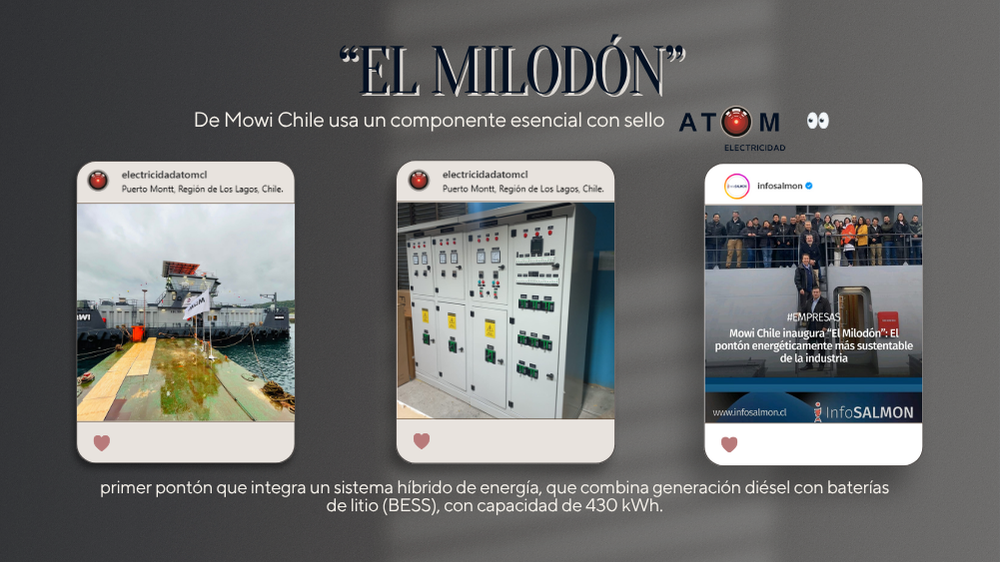 “EL MILODÓN”
De Mowi Chile usa un componente esencial con sello ATOM
ELECTRICIDAD
electricidadatomcl
Puerto Montt, Región de Los Lagos, Chile.
electricidadatomcl
Puerto Montt, Región de Los Lagos, Chile.
infosalmon
#EMPRESAS
Mowi Chile inaugura “El Milodón”: El
pontón energéticamente más sustentable
de la industria
www.infosalmon.cl
InfoSALMON
primer pontón que integra un sistema híbrido de energía, que combina generación diésel con baterías
de litio (BESS), con capacidad de 430 kWh.